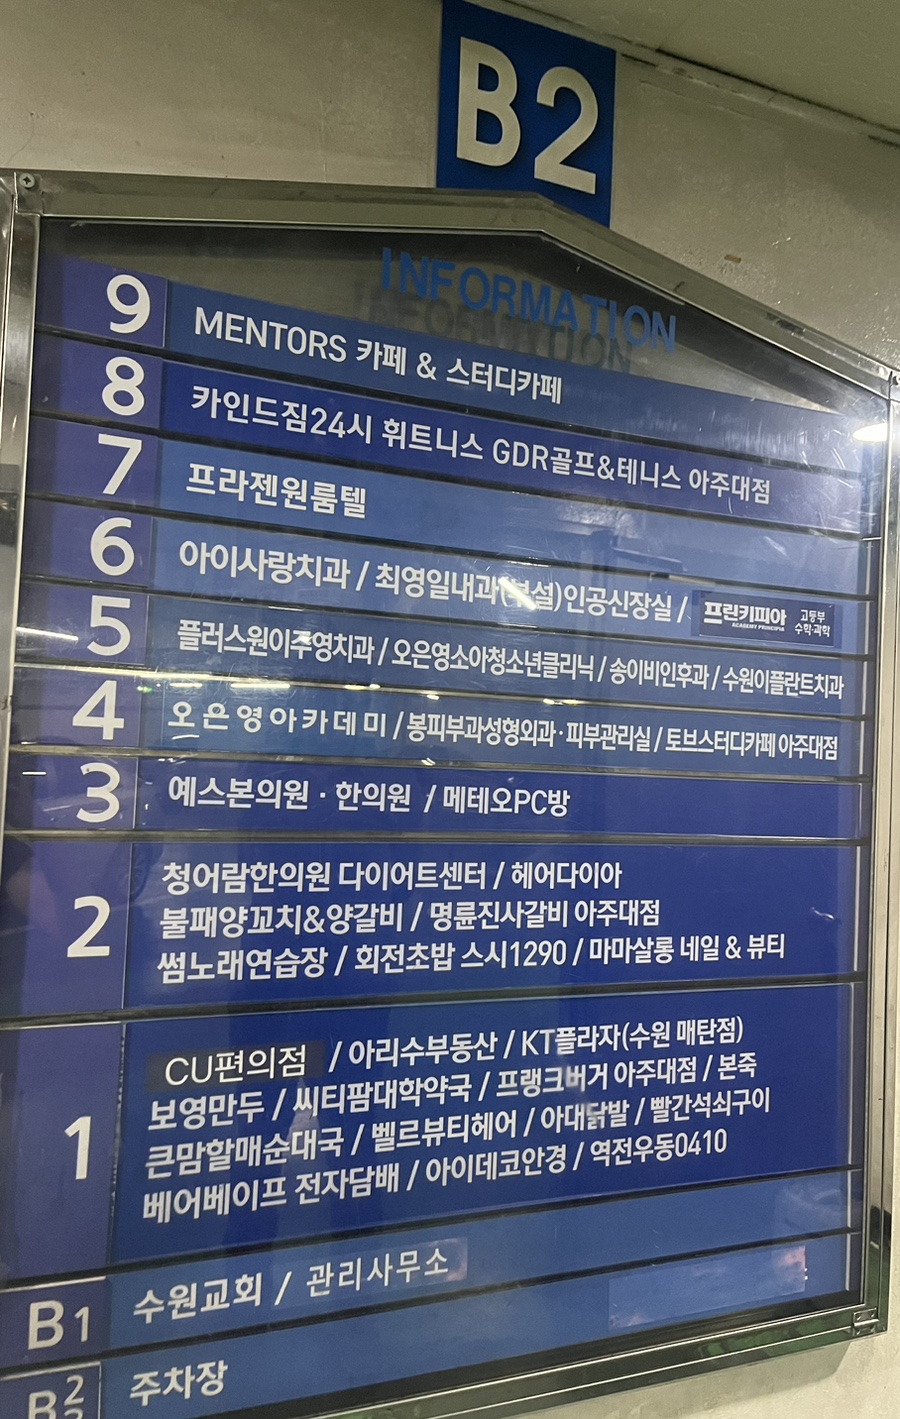 B2
INFORMATION
9 MENTORS 카페 & 스터디카페
8 카인드짐24시 휘트니스 GDR골프&테니스 아주대점
7 프라젠원룸텔
6 아이사랑치과 / 최영일내과(부설)인공신장실 / 프린키피아 고등부
ACADEMY PRINCIPIA 수학·과학
5 플러스원이주영치과 / 오은영소아청소년클리닉 / 송이비인후과 / 수원이플란트치과
4 오은영아카데미 / 봉피부과성형외과·피부관리실 / 토브스터디카페 아주대점
3 예스본의원 · 한의원 / 메테오PC방
2 청어람한의원 다이어트센터 / 헤어다이아
불패양꼬치&양갈비 / 명륜진사갈비 아주대점
썸노래연습장 / 회전초밥 스시1290 / 마마살롱 네일 & 뷰티
1 CU편의점 / 아리수부동산 / KT플라자(수원 매탄점)
보영만두 / 씨티팜대학약국 / 프랭크버거 아주대점 / 본죽
큰맘할매순대국 / 벨르뷰티헤어 / 아대닭발 / 빨간석쇠구이
베어베이프 전자담배 / 아이데코안경 / 역전우동0410
B1 수원교회 / 관리사무소
B2 주차장